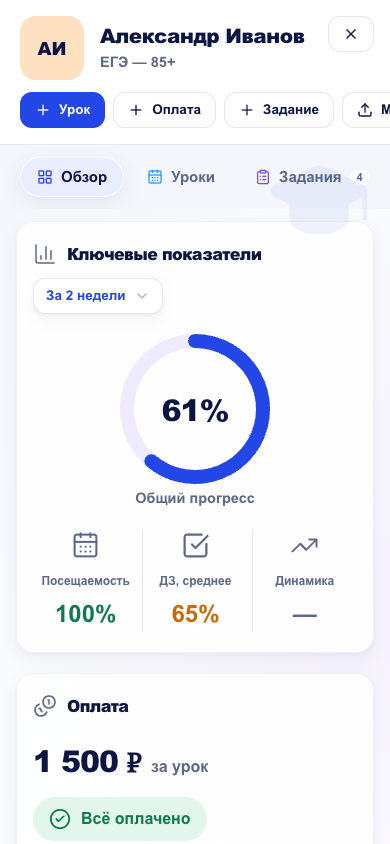 АИ
Александр Иванов
ЕГЭ — 85+
Урок
Оплата
Задание
Обзор
Уроки
Задания 4
Ключевые показатели
За 2 недели
61%
Общий прогресс
Посещаемость
ДЗ, среднее
Динамика
100%
65%
—
Оплата
1 500 ₽ за урок
Всё оплачено